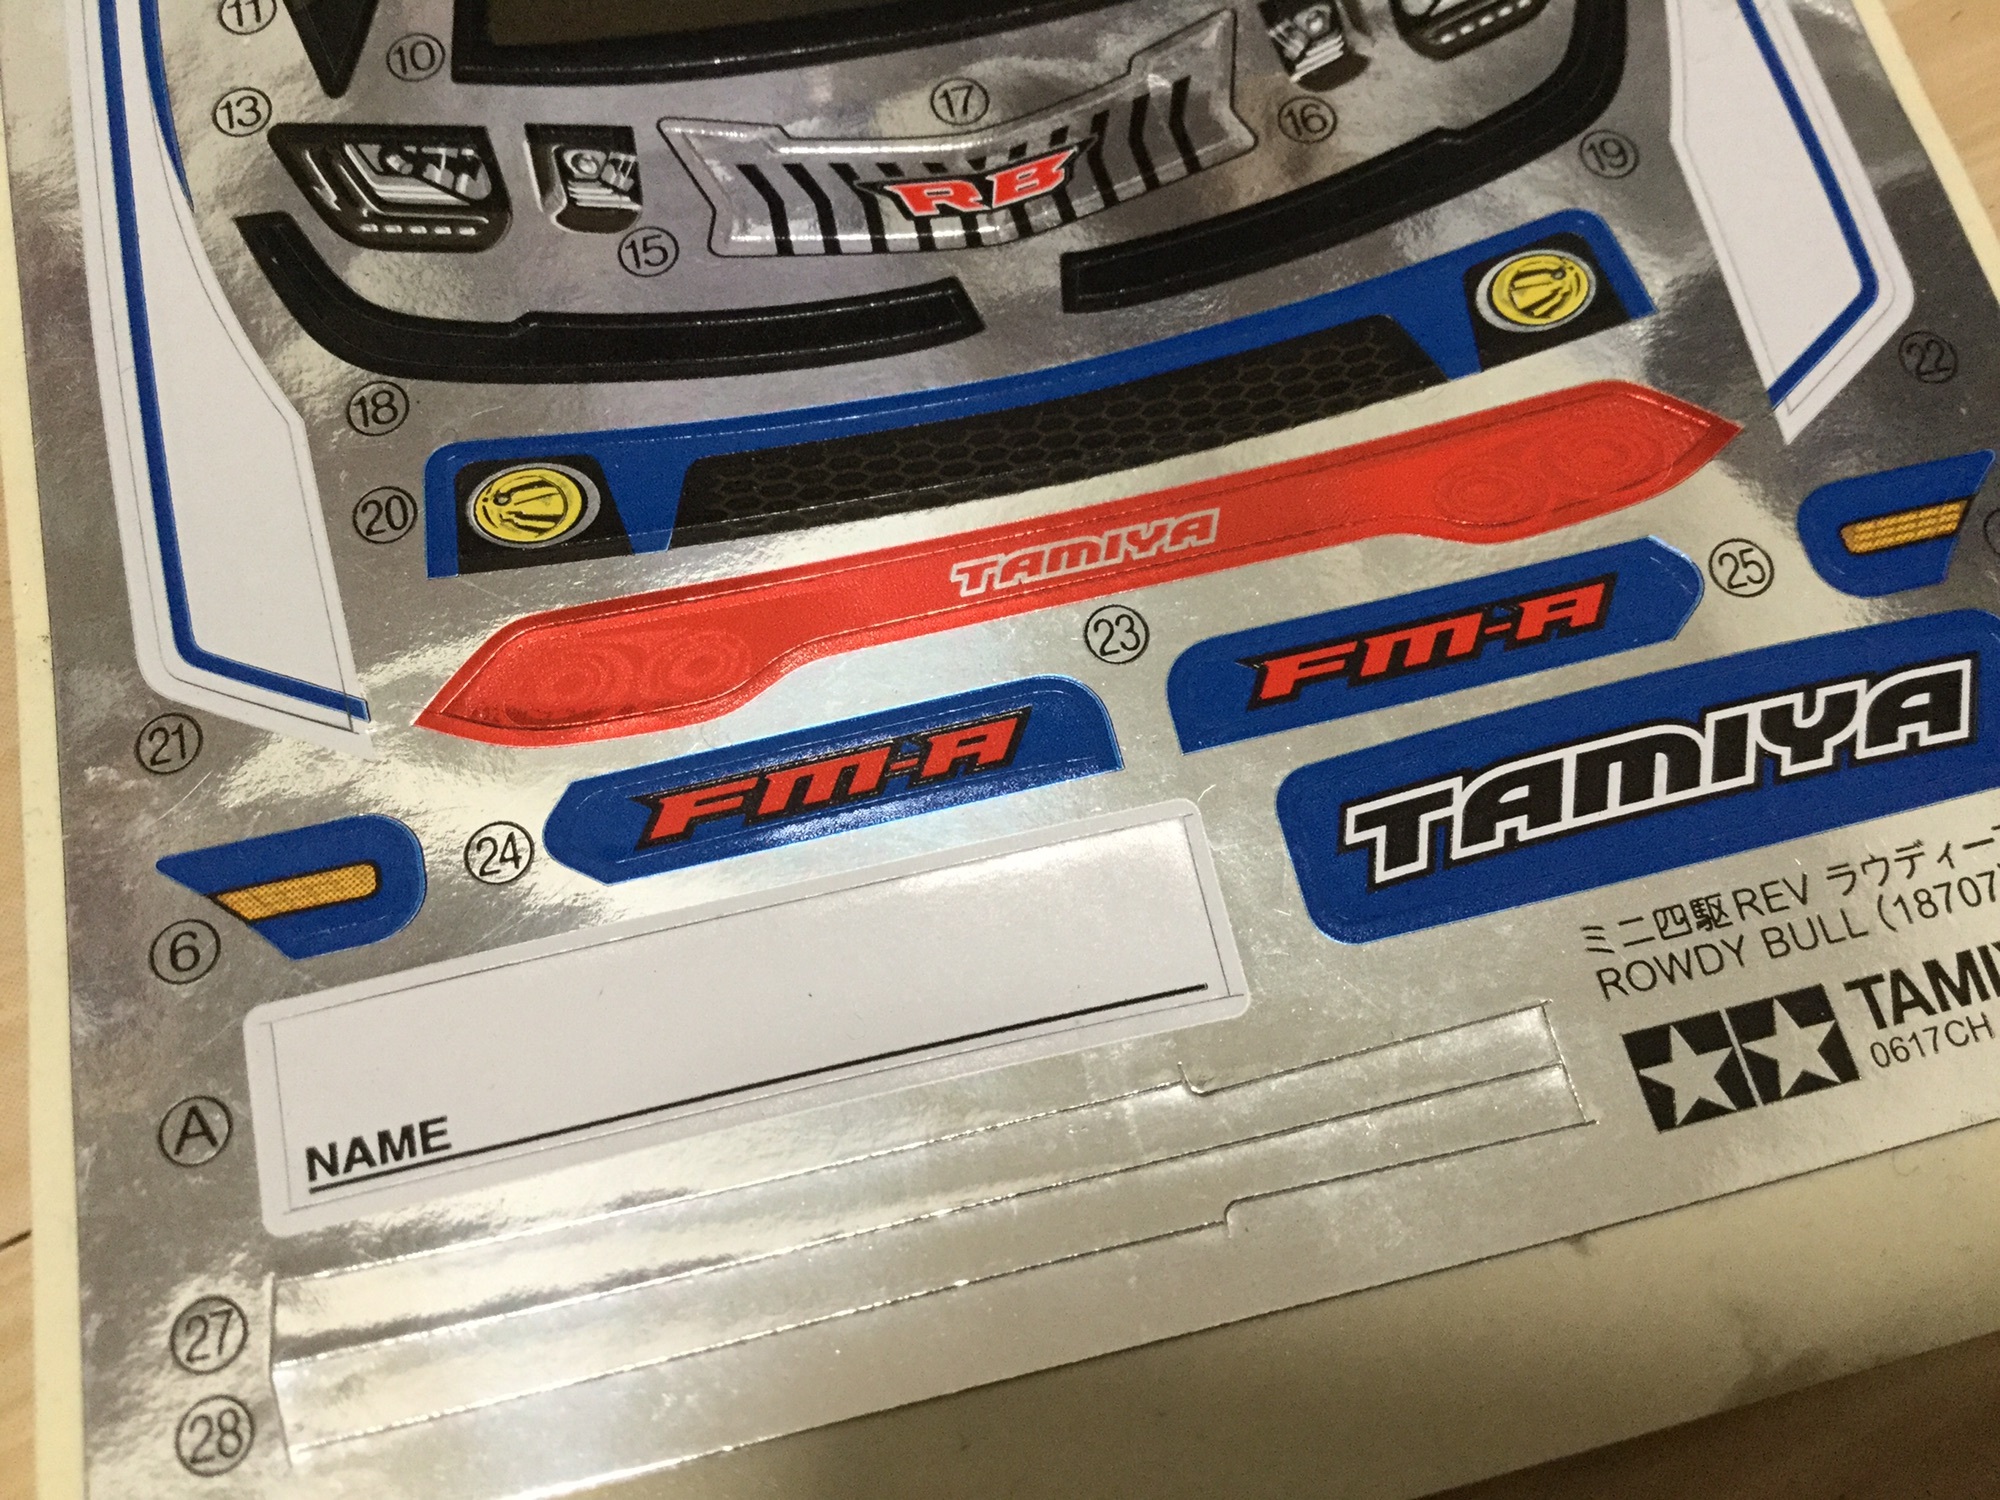 11
10
13
17
16
15
RB
19
18
22
20
TAMIYA
25
23
FM-A
21
FM-A
24
TAMIYA
6
ミニ四駆REV ラウディー
ROWDY BULL (18707)
TAMI
0617CH
A
NAME
27
28